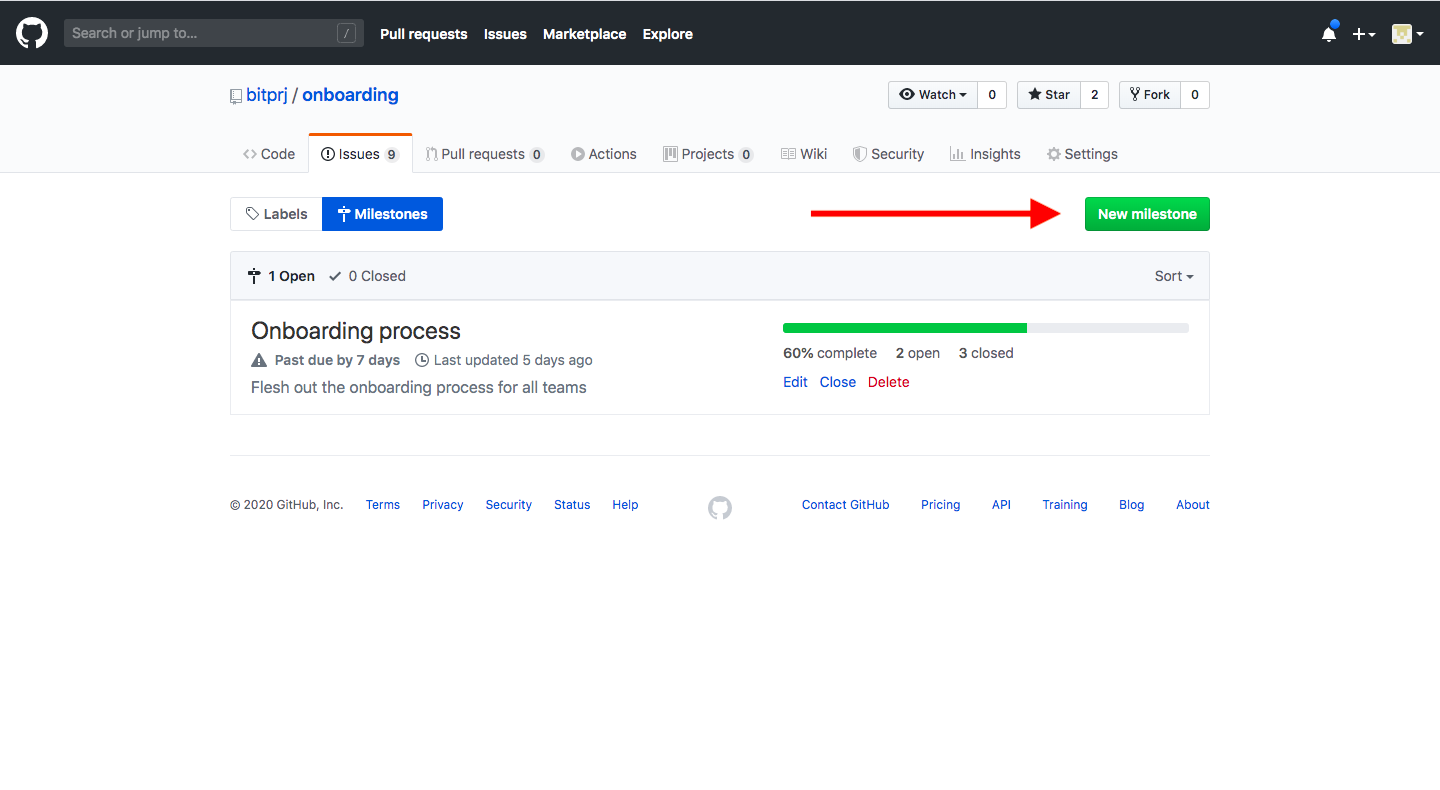 Search or jump to... / Pull requests Issues Marketplace Explore
bitprj / onboarding Watch 0 Star 2 Fork 0
Code Issues 9 Pull requests 0 Actions Projects 0 Wiki Security Insights Settings
Labels Milestones New milestone
1 Open 0 Closed Sort
Onboarding process
Past due by 7 days Last updated 5 days ago
Flesh out the onboarding process for all teams
60% complete 2 open 3 closed
Edit Close Delete
© 2020 GitHub, Inc. Terms Privacy Security Status Help Contact GitHub Pricing API Training Blog About